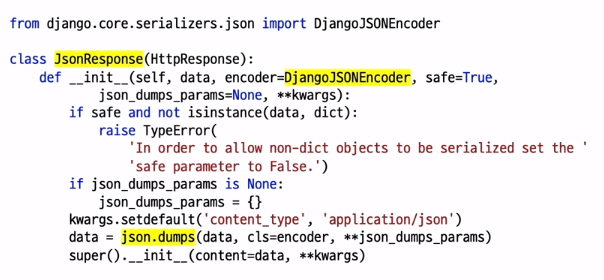 from django.core.serializers.json import DjangoJSONEncoder
class JsonResponse(HttpResponse):
    def __init__(self, data, encoder=DjangoJSONEncoder, safe=True,
            json_dumps_params=None, **kwargs):
        if safe and not isinstance(data, dict):
            raise TypeError(
                'In order to allow non-dict objects to be serialized set the '
                'safe parameter to False.')
        if json_dumps_params is None:
            json_dumps_params = {}
        kwargs.setdefault('content_type', 'application/json')
        data = json.dumps(data, cls=encoder, **json_dumps_params)
        super().__init__(content=data, **kwargs)